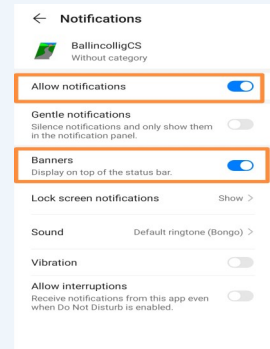 ← Notifications
BallincolligCS
Without category
Allow notifications
Gentle notifications
Silence notifications and only show them
in the notification panel.
Banners
Display on top of the status bar.
Lock screen notifications Show >
Sound Default ringtone (Bongo) >
Vibration
Allow interruptions
Receive notifications from this app even
when Do Not Disturb is enabled.